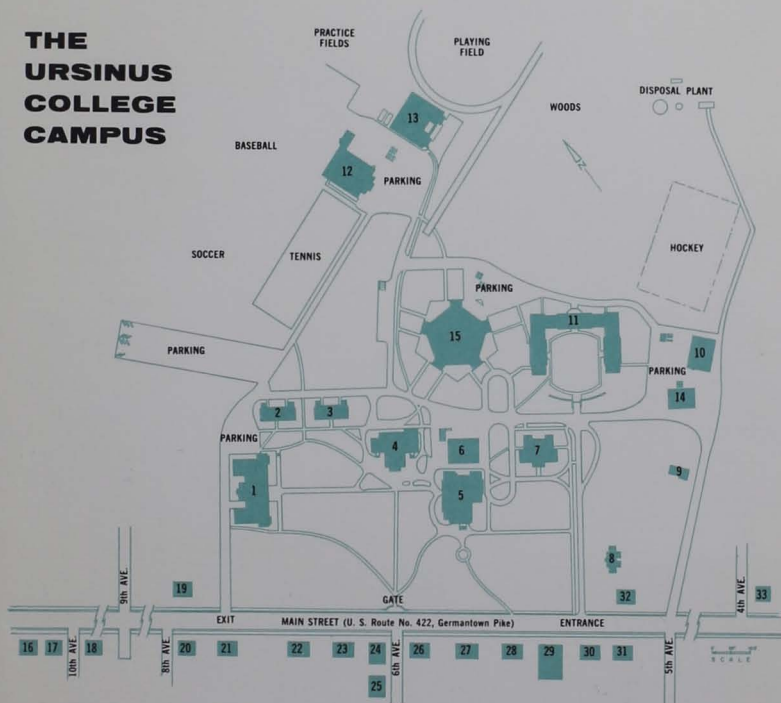 THE
URSINUS
COLLEGE
CAMPUS
PRACTICE
FIELDS
PLAYING
FIELD
WOODS
DISPOSAL PLANT
N
13
BASEBALL
12
PARKING
SOCCER
TENNIS
HOCKEY
PARKING
11
15
PARKING
10
PARKING
14
2
3
PARKING
4
6
7
9
1
5
8
9th AVE.
19
GATE
32
4th AVE.
33
EXIT
MAIN STREET (U. S. Route No. 422, Germantown Pike)
ENTRANCE
16
17
10th AVE.
18
8th AVE.
20
21
22
23
24
6th AVE.
26
27
28
29
30
31
5th AVE.
SCALE
25